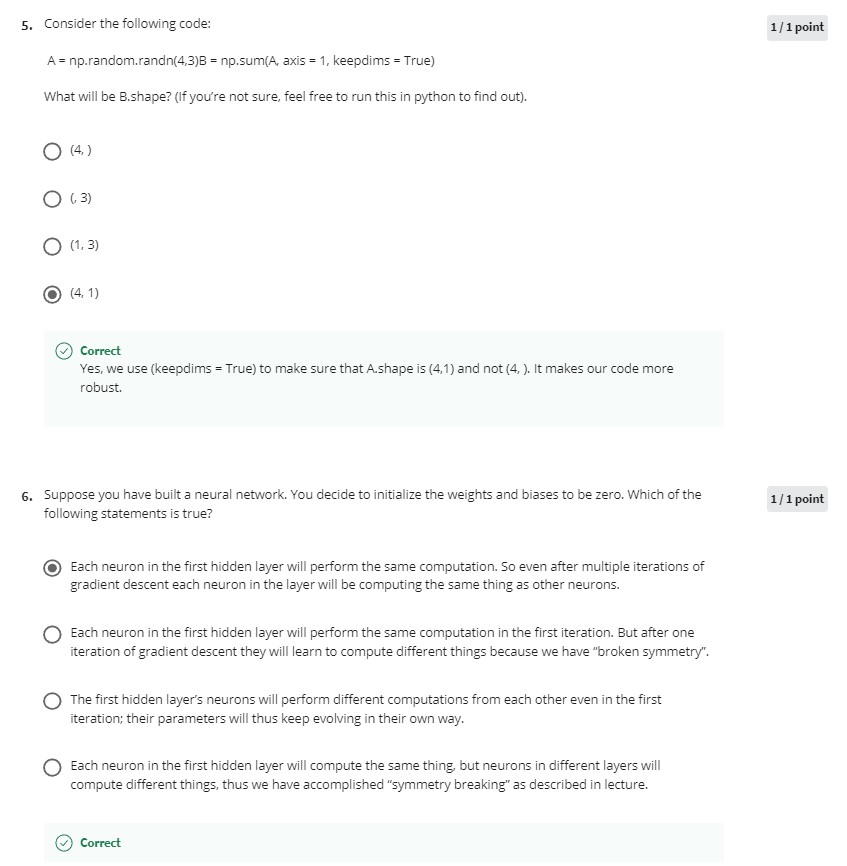 5. Consider the following code:
1 / 1 point
A = np.random.randn(4,3)B = np.sum(A, axis = 1, keepdims = True)
What will be B.shape? (If you're not sure, feel free to run this in python to find out).
(4, )
(, 3)
(1, 3)
(4, 1)
Correct
Yes, we use (keepdims = True) to make sure that A.shape is (4,1) and not (4, ). It makes our code more
robust.
6. Suppose you have built a neural network. You decide to initialize the weights and biases to be zero. Which of the
following statements is true?
1 / 1 point
Each neuron in the first hidden layer will perform the same computation. So even after multiple iterations of
gradient descent each neuron in the layer will be computing the same thing as other neurons.
Each neuron in the first hidden layer will perform the same computation in the first iteration. But after one
iteration of gradient descent they will learn to compute different things because we have “broken symmetry”.
The first hidden layer’s neurons will perform different computations from each other even in the first
iteration; their parameters will thus keep evolving in their own way.
Each neuron in the first hidden layer will compute the same thing, but neurons in different layers will
compute different things, thus we have accomplished “symmetry breaking” as described in lecture.
Correct